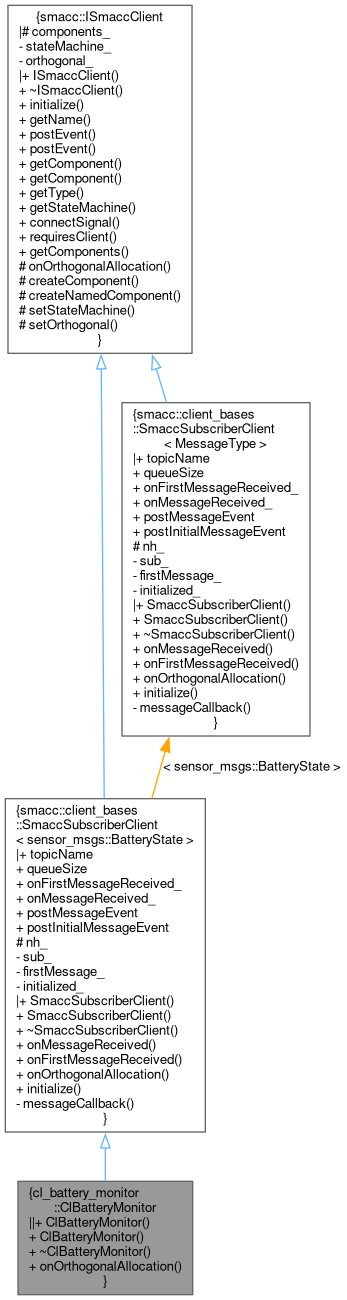 {smacc::ISmaccClient
|# components_
- stateMachine_
- orthogonal_
|+ ISmaccClient()
+ ~ISmaccClient()
+ initialize()
+ getName()
+ postEvent()
+ postEvent()
+ getComponent()
+ getComponent()
+ getType()
+ getStateMachine()
+ connectSignal()
+ requiresClient()
+ getComponents()
# onOrthogonalAllocation()
# createComponent()
# createNamedComponent()
# setStateMachine()
# setOrthogonal()
}
{smacc::client_bases
::SmaccSubscriberClient
< MessageType >
|+ topicName
+ queueSize
+ onFirstMessageReceived_
+ onMessageReceived_
+ postMessageEvent
+ postInitialMessageEvent
# nh_
- sub_
- firstMessage_
- initialized_
|+ SmaccSubscriberClient()
+ SmaccSubscriberClient()
+ ~SmaccSubscriberClient()
+ onMessageReceived()
+ onFirstMessageReceived()
+ onOrthogonalAllocation()
+ initialize()
- messageCallback()
}
< sensor_msgs::BatteryState >
{smacc::client_bases
::SmaccSubscriberClient
< sensor_msgs::BatteryState >
|+ topicName
+ queueSize
+ onFirstMessageReceived_
+ onMessageReceived_
+ postMessageEvent
+ postInitialMessageEvent
# nh_
- sub_
- firstMessage_
- initialized_
|+ SmaccSubscriberClient()
+ SmaccSubscriberClient()
+ ~SmaccSubscriberClient()
+ onMessageReceived()
+ onFirstMessageReceived()
+ onOrthogonalAllocation()
+ initialize()
- messageCallback()
}
{cl_battery_monitor
::ClBatteryMonitor
||+ ClBatteryMonitor()
+ ClBatteryMonitor()
+ ~ClBatteryMonitor()
+ onOrthogonalAllocation()
}